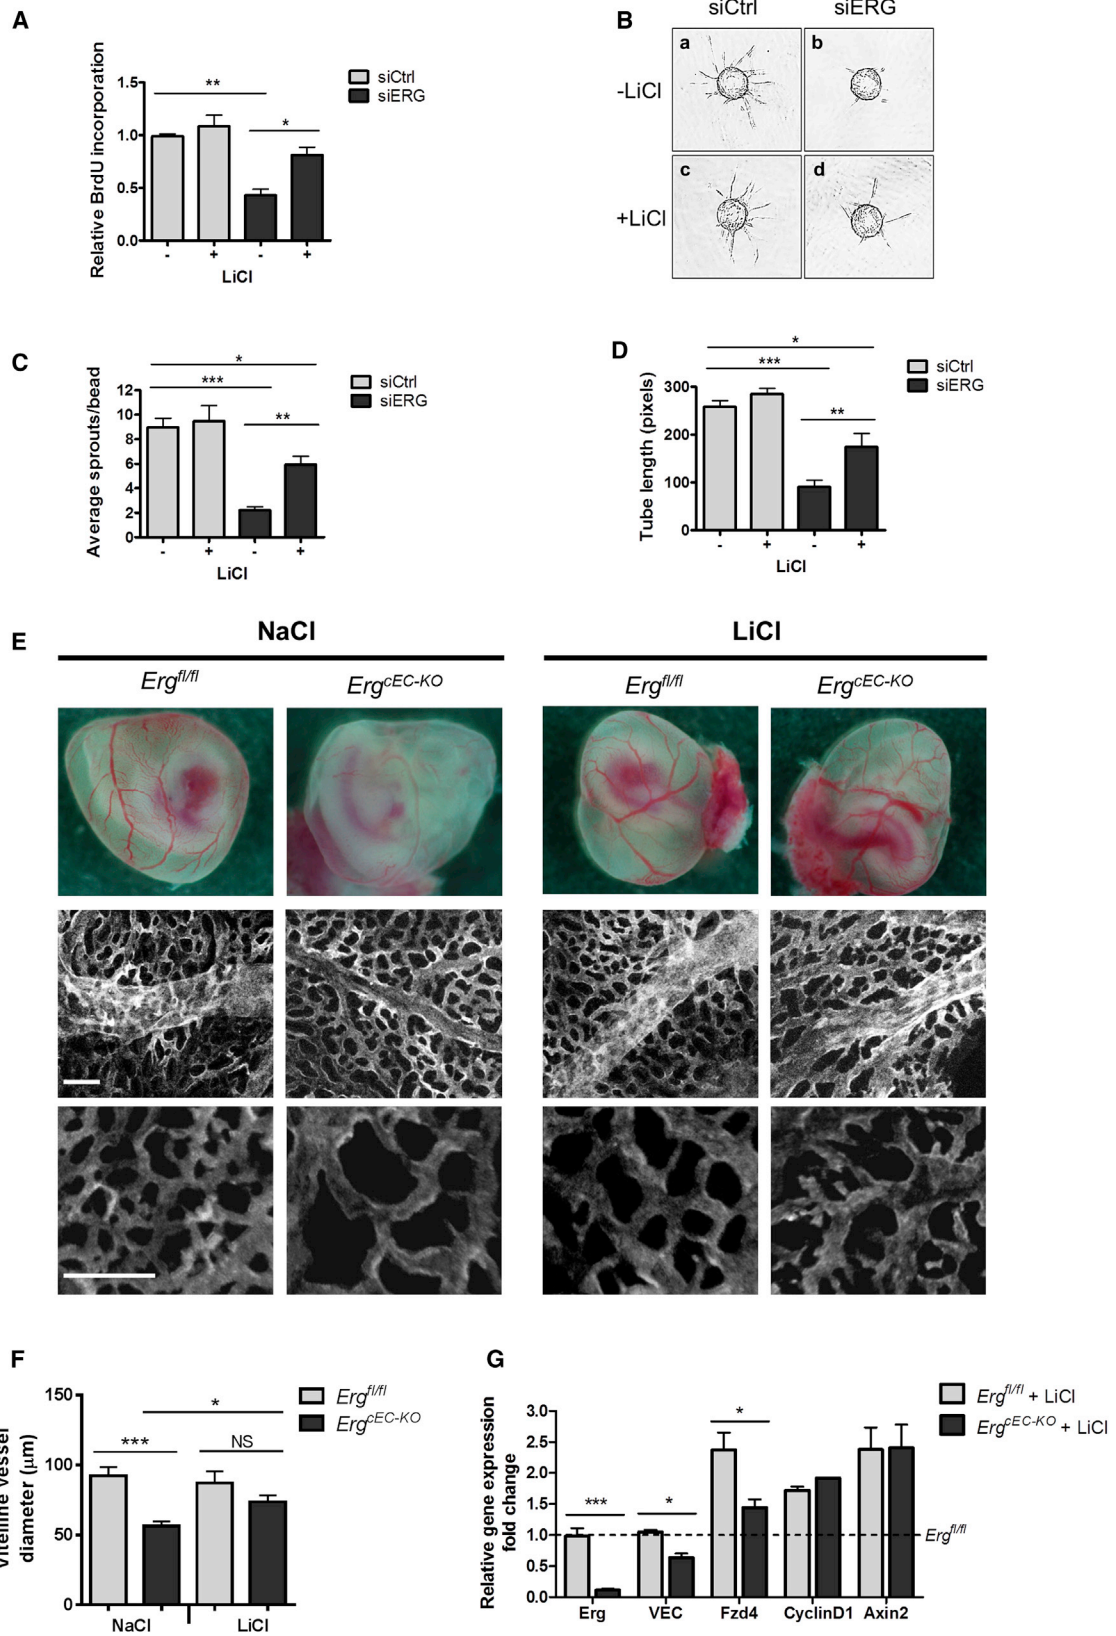 A
siCtrl
siERG
Relative BrdU incorporation
1.5
1.0
0.5
0.0
**
*
- + - +
LiCl
B
siCtrl siERG
-LiCl
+LiCl
a
b
c
d
C
siCtrl
siERG
Average sprouts/bead
12
10
8
6
4
2
0
*
***
**
- + - +
LiCl
D
siCtrl
siERG
Tube length (pixels)
300
200
100
0
*
***
**
- + - +
LiCl
E
NaCl LiCl
Erg fl/fl Erg cEC-KO Erg fl/fl Erg cEC-KO
F
Erg fl/fl
Erg cEC-KO
vessel
diameter (µm)
150
100
50
0
*
***
NS
NaCl LiCl
G
Erg fl/fl + LiCl
Erg cEC-KO + LiCl
Relative gene expression
fold change
3.0
2.5
2.0
1.5
1.0
0.5
0.0
***
*
*
Erg fl/fl
Erg VEC Fzd4 CyclinD1 Axin2